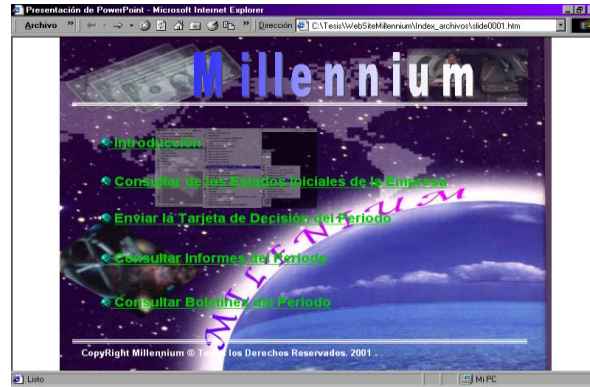 Presentación de PowerPoint - Microsoft Internet Explorer
Archivo » » Dirección C:\Tesis\WebSiteMillennium\Index_archivos\slide0001.htm
Millennium
Introducción
Consultar de los Estados Iniciales de la Empresa
Enviar la Tarjeta de Decisión del Periodo
Consultar Informes del Periodo
Consultar Boletines del Periodo
MILENIUM
CopyRight Millennium © los Derechos Reservados. 2001 .
Listo Mi PC